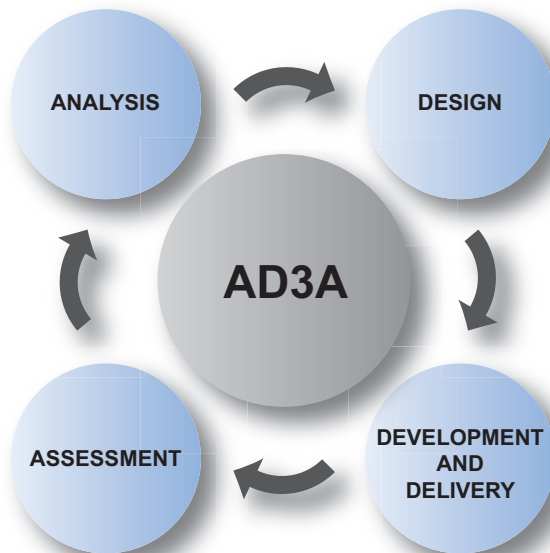 ANALYSIS
DESIGN
AD3A
ASSESSMENT
DEVELOPMENT
AND
DELIVERY